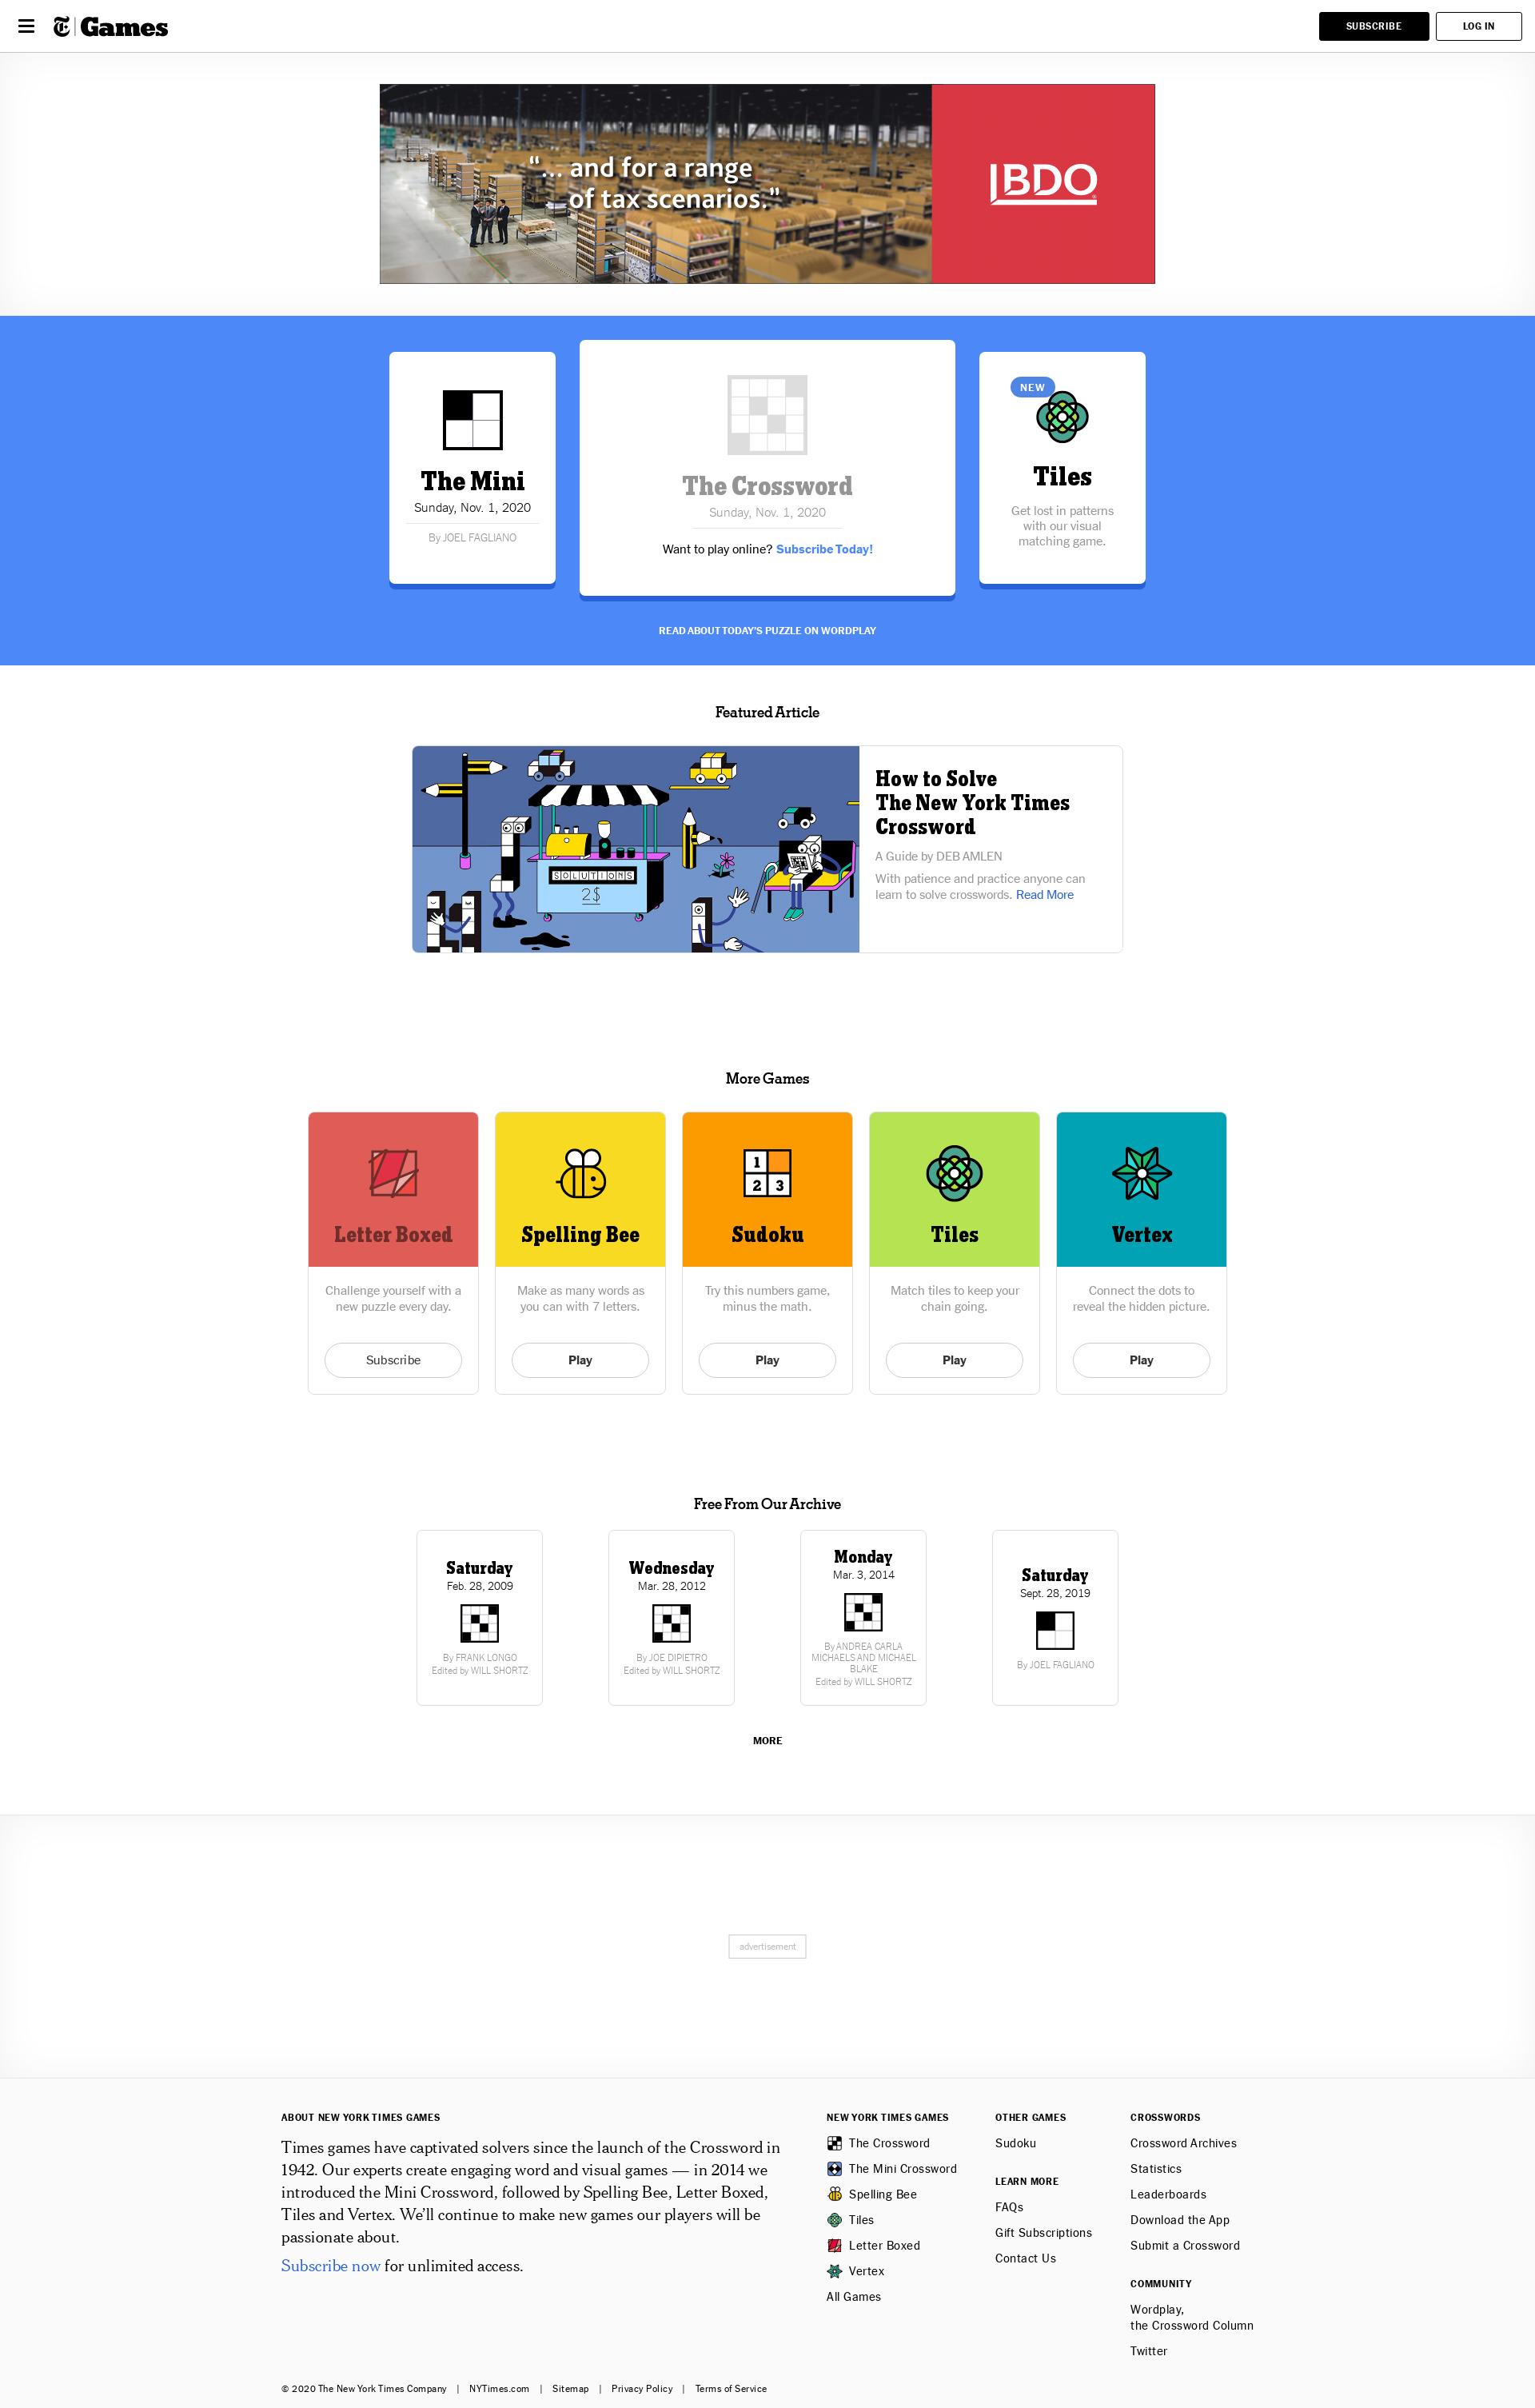 Games
SUBSCRIBE
LOG IN
“... and for a range
of tax scenarios.”
BDO
The Mini
Sunday, Nov. 1, 2020
By JOEL FAGLIANO
The Crossword
Sunday, Nov. 1, 2020
Want to play online? Subscribe Today!
NEW
Tiles
Get lost in patterns
with our visual
matching game.
READ ABOUT TODAY’S PUZZLE ON WORDPLAY
Featured Article
SOLUTIONS
2$
How to Solve
The New York Times
Crossword
A Guide by DEB AMLEN
With patience and practice anyone can
learn to solve crosswords. Read More
More Games
Letter Boxed
Challenge yourself with a
new puzzle every day.
Subscribe
Spelling Bee
Make as many words as
you can with 7 letters.
Play
1
2 3
Sudoku
Try this numbers game,
minus the math.
Play
Tiles
Match tiles to keep your
chain going.
Play
Vertex
Connect the dots to
reveal the hidden picture.
Play
Free From Our Archive
Saturday
Feb. 28, 2009
By FRANK LONGO
Edited by WILL SHORTZ
Wednesday
Mar. 28, 2012
By JOE DIPIETRO
Edited by WILL SHORTZ
Monday
Mar. 3, 2014
By ANDREA CARLA
MICHAELS AND MICHAEL
BLAKE
Edited by WILL SHORTZ
Saturday
Sept. 28, 2019
By JOEL FAGLIANO
MORE
advertisement
ABOUT NEW YORK TIMES GAMES
Times games have captivated solvers since the launch of the Crossword in
1942. Our experts create engaging word and visual games — in 2014 we
introduced the Mini Crossword, followed by Spelling Bee, Letter Boxed,
Tiles and Vertex. We’ll continue to make new games our players will be
passionate about.
Subscribe now for unlimited access.
NEW YORK TIMES GAMES
The Crossword
The Mini Crossword
Spelling Bee
Tiles
Letter Boxed
Vertex
All Games
OTHER GAMES
Sudoku
LEARN MORE
FAQs
Gift Subscriptions
Contact Us
CROSSWORDS
Crossword Archives
Statistics
Leaderboards
Download the App
Submit a Crossword
COMMUNITY
Wordplay,
the Crossword Column
Twitter
© 2020 The New York Times Company | NYTimes.com | Sitemap | Privacy Policy | Terms of Service